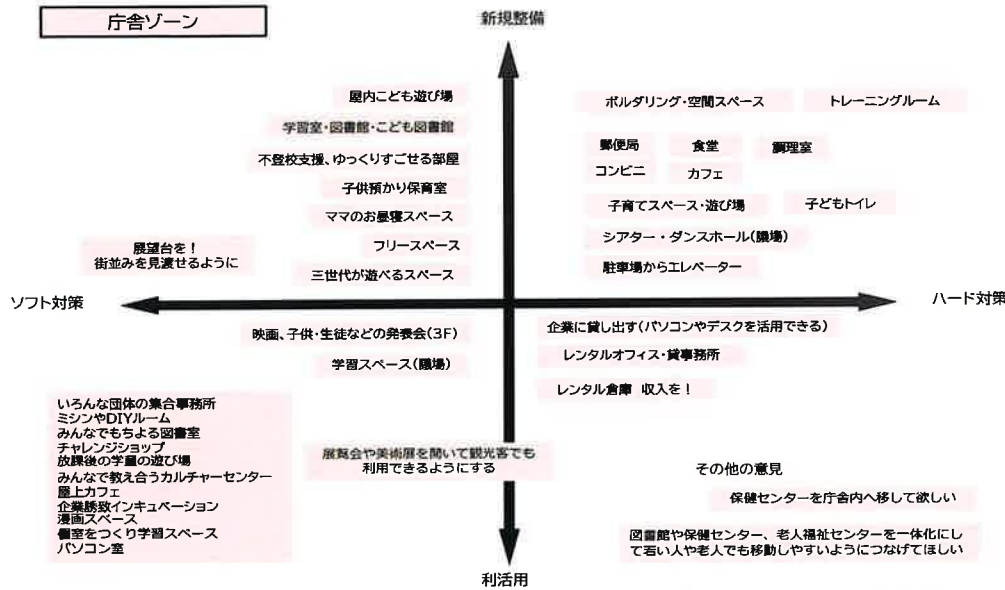 庁舎ゾーン
新規整備
屋内こども遊び場
学習室・図書館・こども図書館
不登校支援、ゆっくりすごせる部屋
子供預かり保育室
ママのお昼寝スペース
フリースペース
三世代が遊べるスペース
展望台を！
街並みを見渡せるように
ボルダリング・空間スペース
トレーニングルーム
郵便局
食堂
調理室
コンビニ
カフェ
子育てスペース・遊び場
子どもトイレ
シアター・ダンスホール(議場)
駐車場からエレベーター
ソフト対策
ハード対策
映画、子供・生徒などの発表会(3F)
学習スペース(議場)
企業に貸し出す(パソコンやデスクを活用できる)
レンタルオフィス・貸事務所
レンタル倉庫 収入を！
いろんな団体の集合事務所
ミシンやDIYルーム
みんなでもちよる図書室
チャレンジショップ
放課後の学童の遊び場
みんなで教え合うカルチャーセンター
屋上カフェ
企業誘致インキュベーション
漫画スペース
個室をつくり学習スペース
パソコン室
展覧会や美術展を開いて観光客でも
利用できるようにする
その他の意見
保健センターを庁舎内へ移して欲しい
図書館や保健センター、老人福祉センターを一体化にし
て若い人や老人でも移動しやすいようにつなげてほしい
利活用